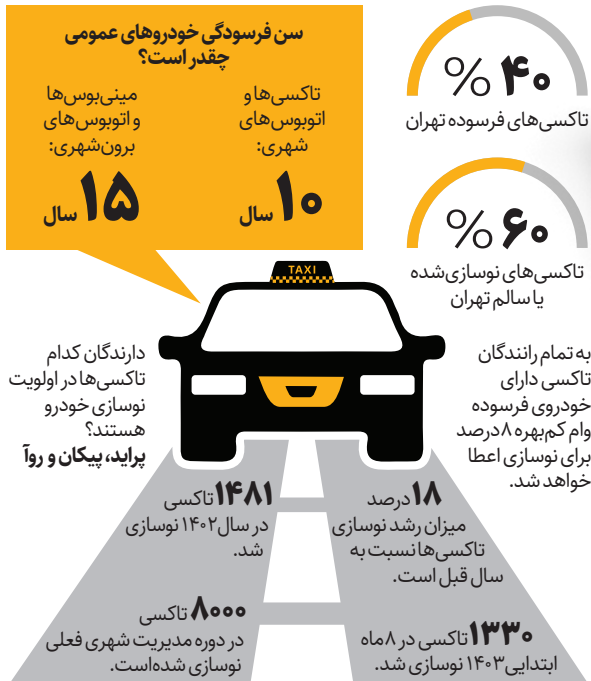 سن فرسودگی خودروهای عمومی
چقدر است؟
تاکسی‌ها و
اتوبوس‌های
شهری:
۱۰ سال
مینی‌بوس‌ها
و اتوبوس‌های
برون‌شهری:
۱۵ سال
۴۰ %
تاکسی‌های فرسوده تهران
۶۰ %
تاکسی‌های نوسازی‌شده
یا سالم تهران
TAXI
به تمام رانندگان
تاکسی دارای
خودروی فرسوده
وام کم‌بهره ۸ درصد
برای نوسازی اعطا
خواهد شد.
دارندگان کدام
تاکسی‌ها در اولویت
نوسازی خودرو
هستند؟
پراید، پیکان و روآ
۱۸ درصد
میزان رشد نوسازی
تاکسی‌ها نسبت به
سال قبل است.
۱۴۸۱ تاکسی
در سال ۱۴۰۲ نوسازی
شد.
۱۳۳۰ تاکسی در ۸ ماه
ابتدایی ۱۴۰۳ نوسازی شد.
۸۰۰۰ تاکسی
در دوره مدیریت شهری فعلی
نوسازی شده‌است.